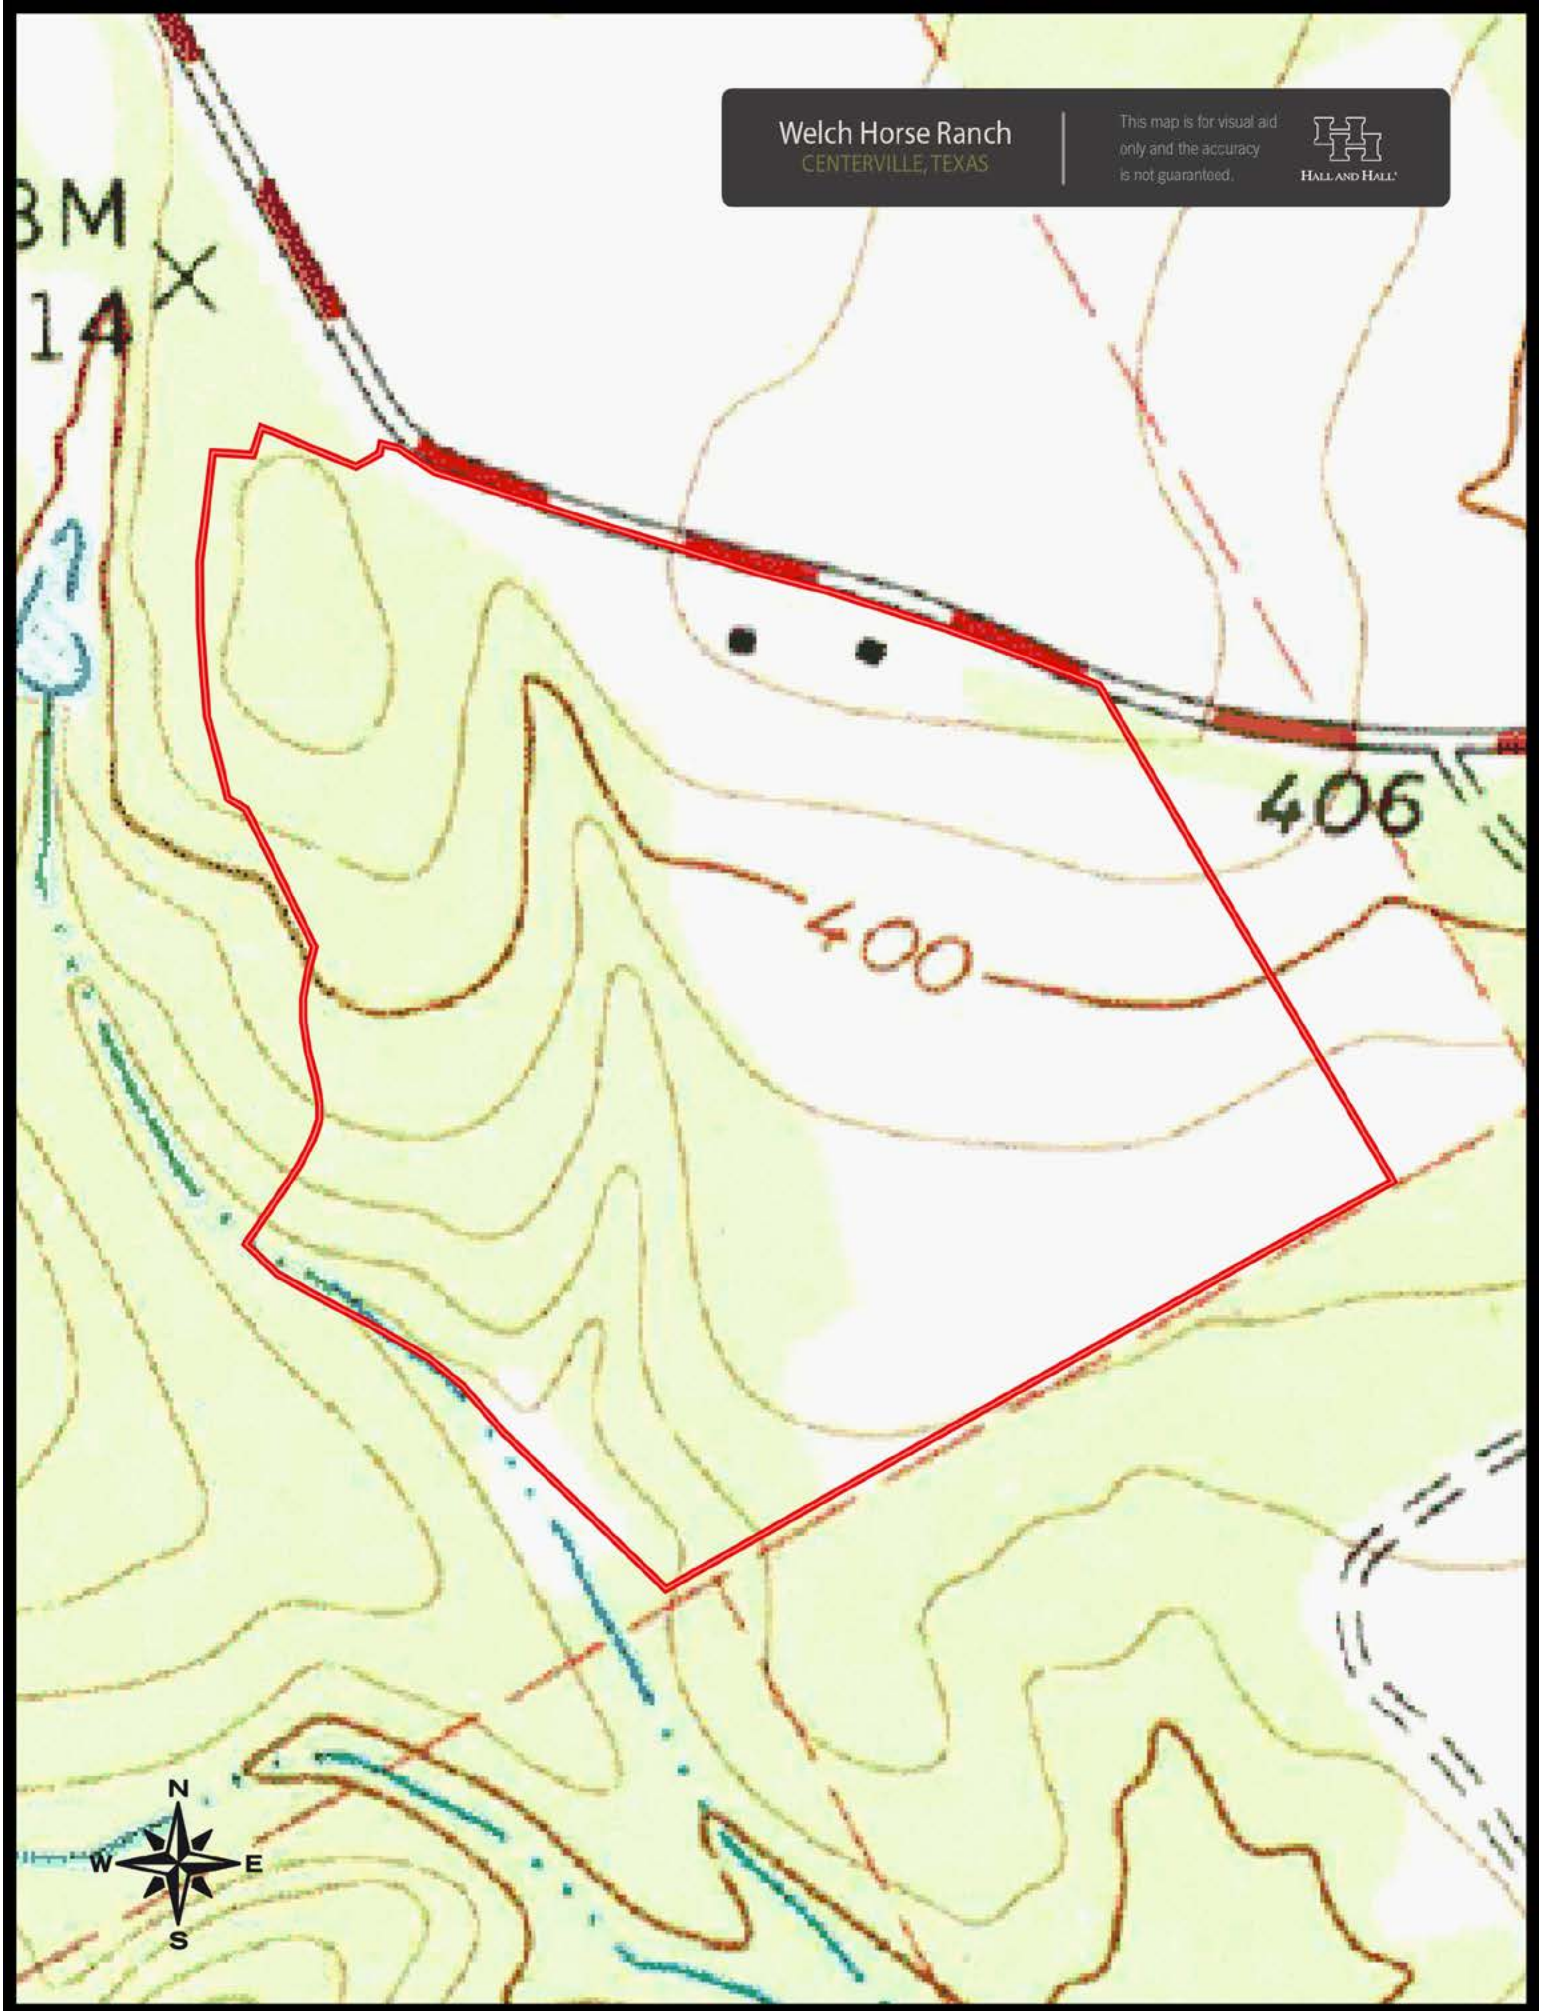 Welch Horse Ranch
CENTERVILLE, TEXAS
This map is for visual aid
only and the accuracy
is not guaranteed.
HALL AND HALL
BM
14
406
400
N
W E
S